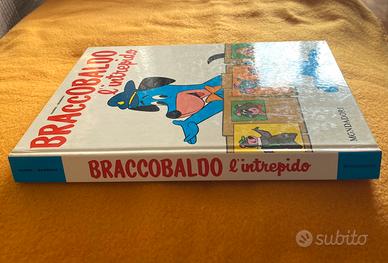 BRACCOBALDO
l'intrepido
MONDADORI
BRACCOBALDO l'intrepido
subito